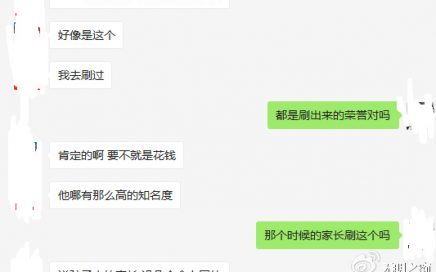 好像是这个
我去刷过
都是刷出来的荣誉对吗
肯定的啊 要不就是花钱
他哪有那么高的知名度
那个时候的家长刷这个吗